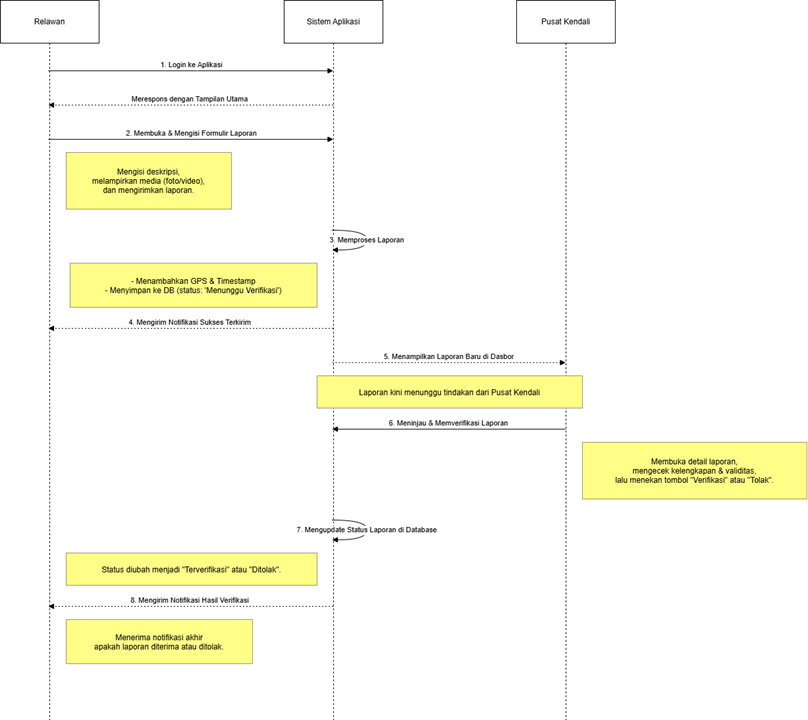 Relawan
Sistem Aplikasi
Pusat Kendali
1. Login ke Aplikasi
Merespons dengan Tampilan Utama
2. Membuka & Mengisi Formulir Laporan
Mengisi deskripsi,
melampirkan media (foto/video),
dan mengirimkan laporan.
3. Memproses Laporan
- Menambahkan GPS & Timestamp
- Menyimpan ke DB (status: 'Menunggu Verifikasi')
4. Mengirim Notifikasi Sukses Terkirim
5. Menampilkan Laporan Baru di Dasbor
Laporan kini menunggu tindakan dari Pusat Kendali
6. Meninjau & Memverifikasi Laporan
Membuka detail laporan,
mengecek kelengkapan & validitas,
lalu menekan tombol "Verifikasi" atau "Tolak".
7. Mengupdate Status Laporan di Database
Status diubah menjadi "Terverifikasi" atau "Ditolak".
8. Mengirim Notifikasi Hasil Verifikasi
Menerima notifikasi akhir
apakah laporan diterima atau ditolak.